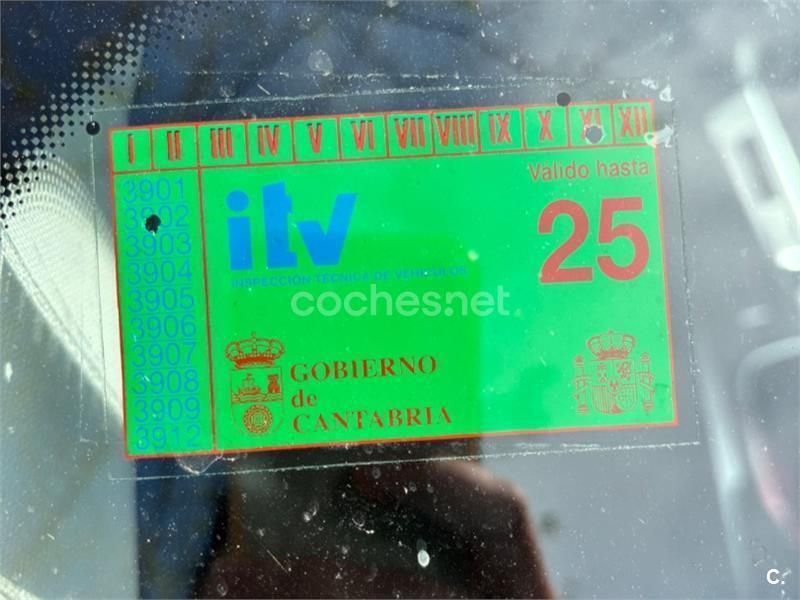 I II III IV V VI VII VIII IX X XI XII
Valido hasta
3901
3902
3903
3904
3905
3906
3907
3908
3909
3912
itv
25
INSPECCIÓN TÉCNICA DE VEHÍCULOS
coches.net
GOBIERNO
de
CANTABRIA
C.